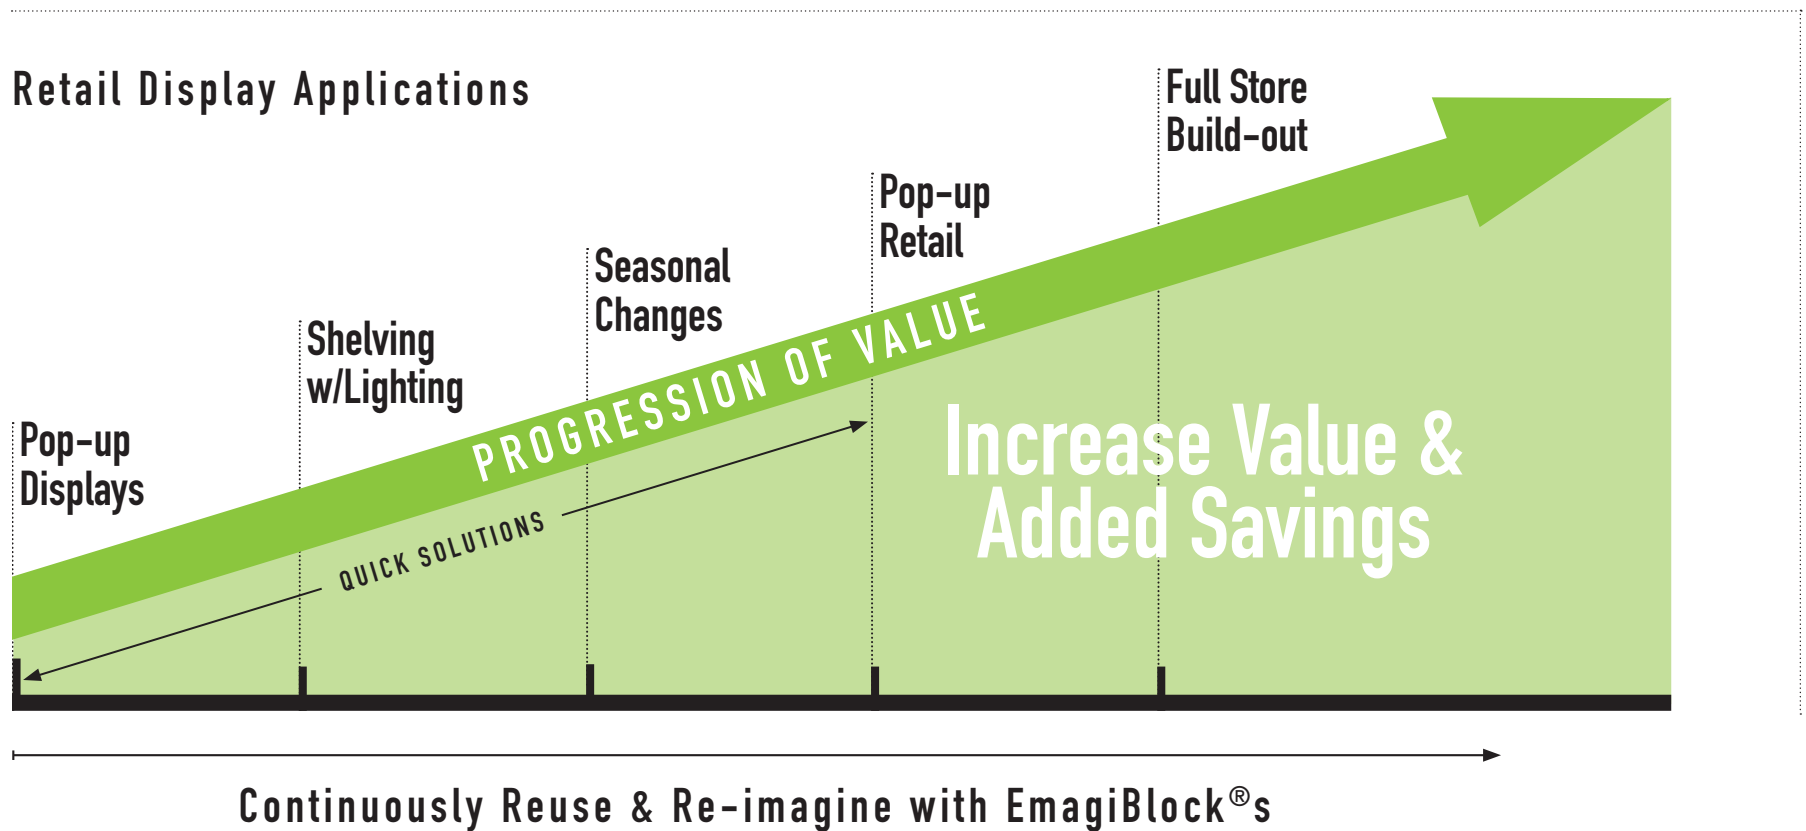 Retail Display Applications
Pop-up
Displays
Shelving
w/Lighting
Seasonal
Changes
Pop-up
Retail
Full Store
Build-out
PROGRESSION OF VALUE
QUICK SOLUTIONS
Increase Value &
Added Savings
Continuously Reuse & Re-imagine with EmagiBlock®s